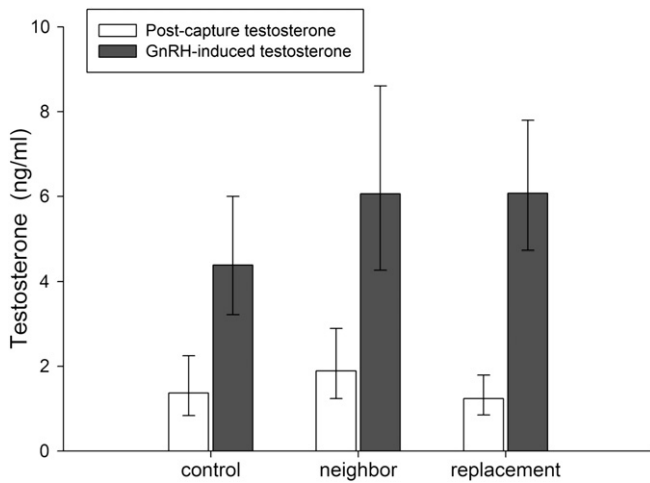 Post-capture testosterone
GnRH-induced testosterone
Testosterone (ng/ml)
10
8
6
4
2
0
control neighbor replacement